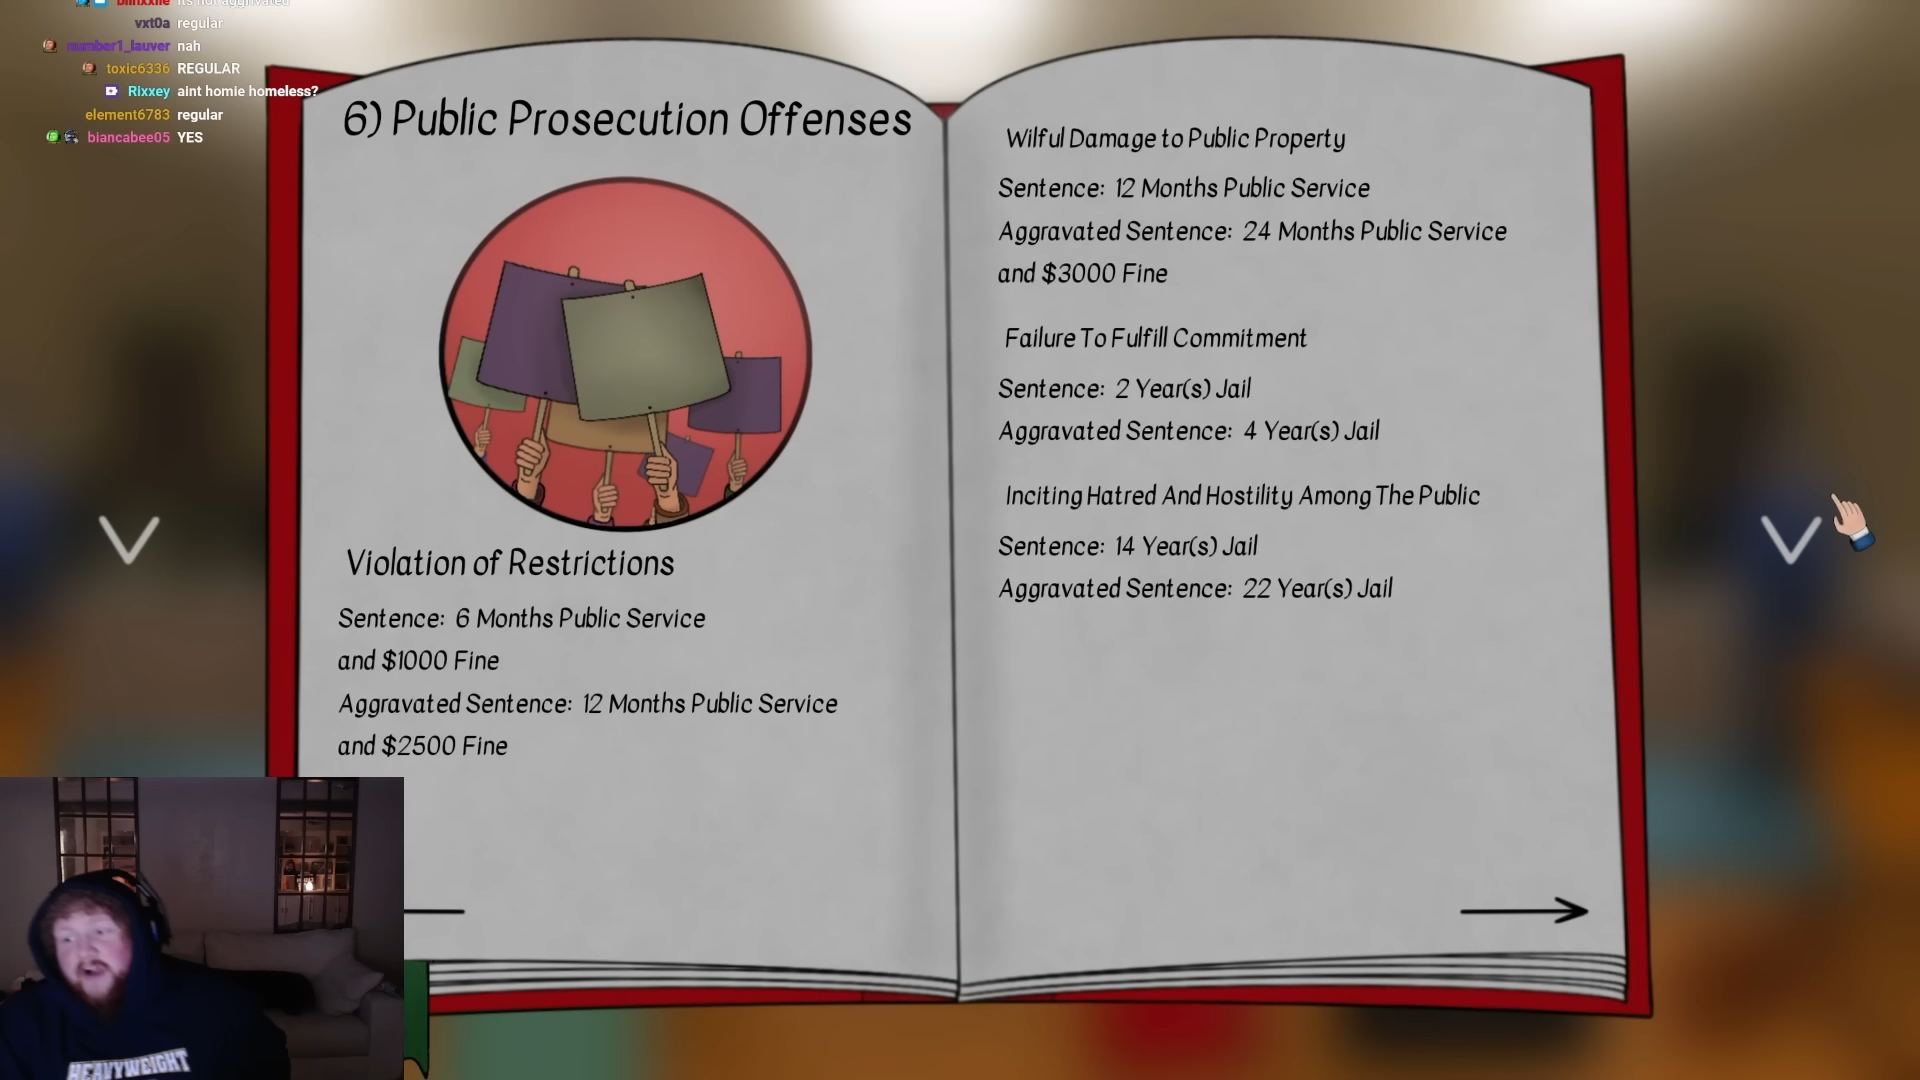 blinxxile its not aggrivated
vxt0a regular
number1_lauver nah
toxic6336 REGULAR
Rixxey aint homie homeless?
element6783 regular
biancabee05 YES
6) Public Prosecution Offenses
Violation of Restrictions
Sentence: 6 Months Public Service
and $1000 Fine
Aggravated Sentence: 12 Months Public Service
and $2500 Fine
Wilful Damage to Public Property
Sentence: 12 Months Public Service
Aggravated Sentence: 24 Months Public Service
and $3000 Fine
Failure To Fulfill Commitment
Sentence: 2 Year(s) Jail
Aggravated Sentence: 4 Year(s) Jail
Inciting Hatred And Hostility Among The Public
Sentence: 14 Year(s) Jail
Aggravated Sentence: 22 Year(s) Jail
HEAVYWEIGHT